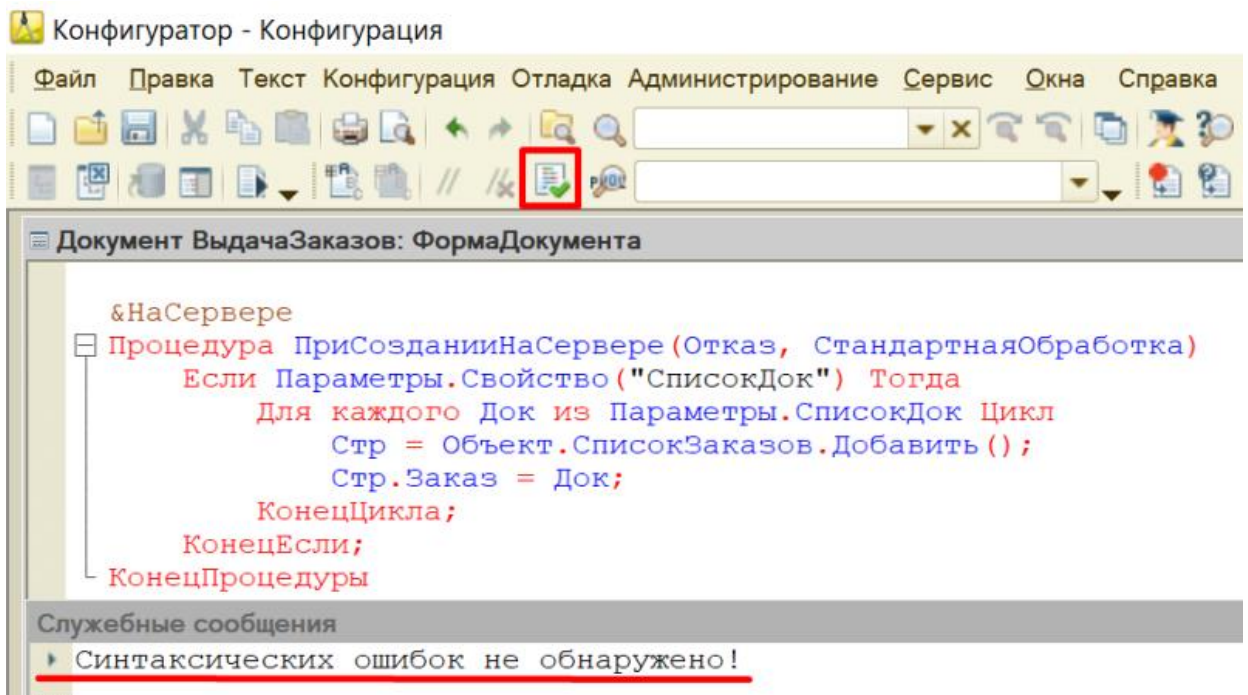 Конфигуратор - Конфигурация
Файл Правка Текст Конфигурация Отладка Администрирование Сервис Окна Справка
Документ ВыдачаЗаказов: ФормаДокумента
&НаСервере
Процедура ПриСозданииНаСервере(Отказ, СтандартнаяОбработка)
Если Параметры.Свойство("СписокДок") Тогда
Для каждого Док из Параметры.СписокДок Цикл
Стр = Объект.СписокЗаказов.Добавить();
Стр.Заказ = Док;
КонецЦикла;
КонецЕсли;
КонецПроцедуры
Служебные сообщения
Синтаксических ошибок не обнаружено!